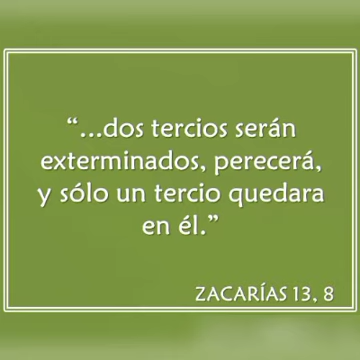 “...dos tercios serán
exterminados, perecerá,
y sólo un tercio quedara
en él.”
ZACARÍAS 13, 8